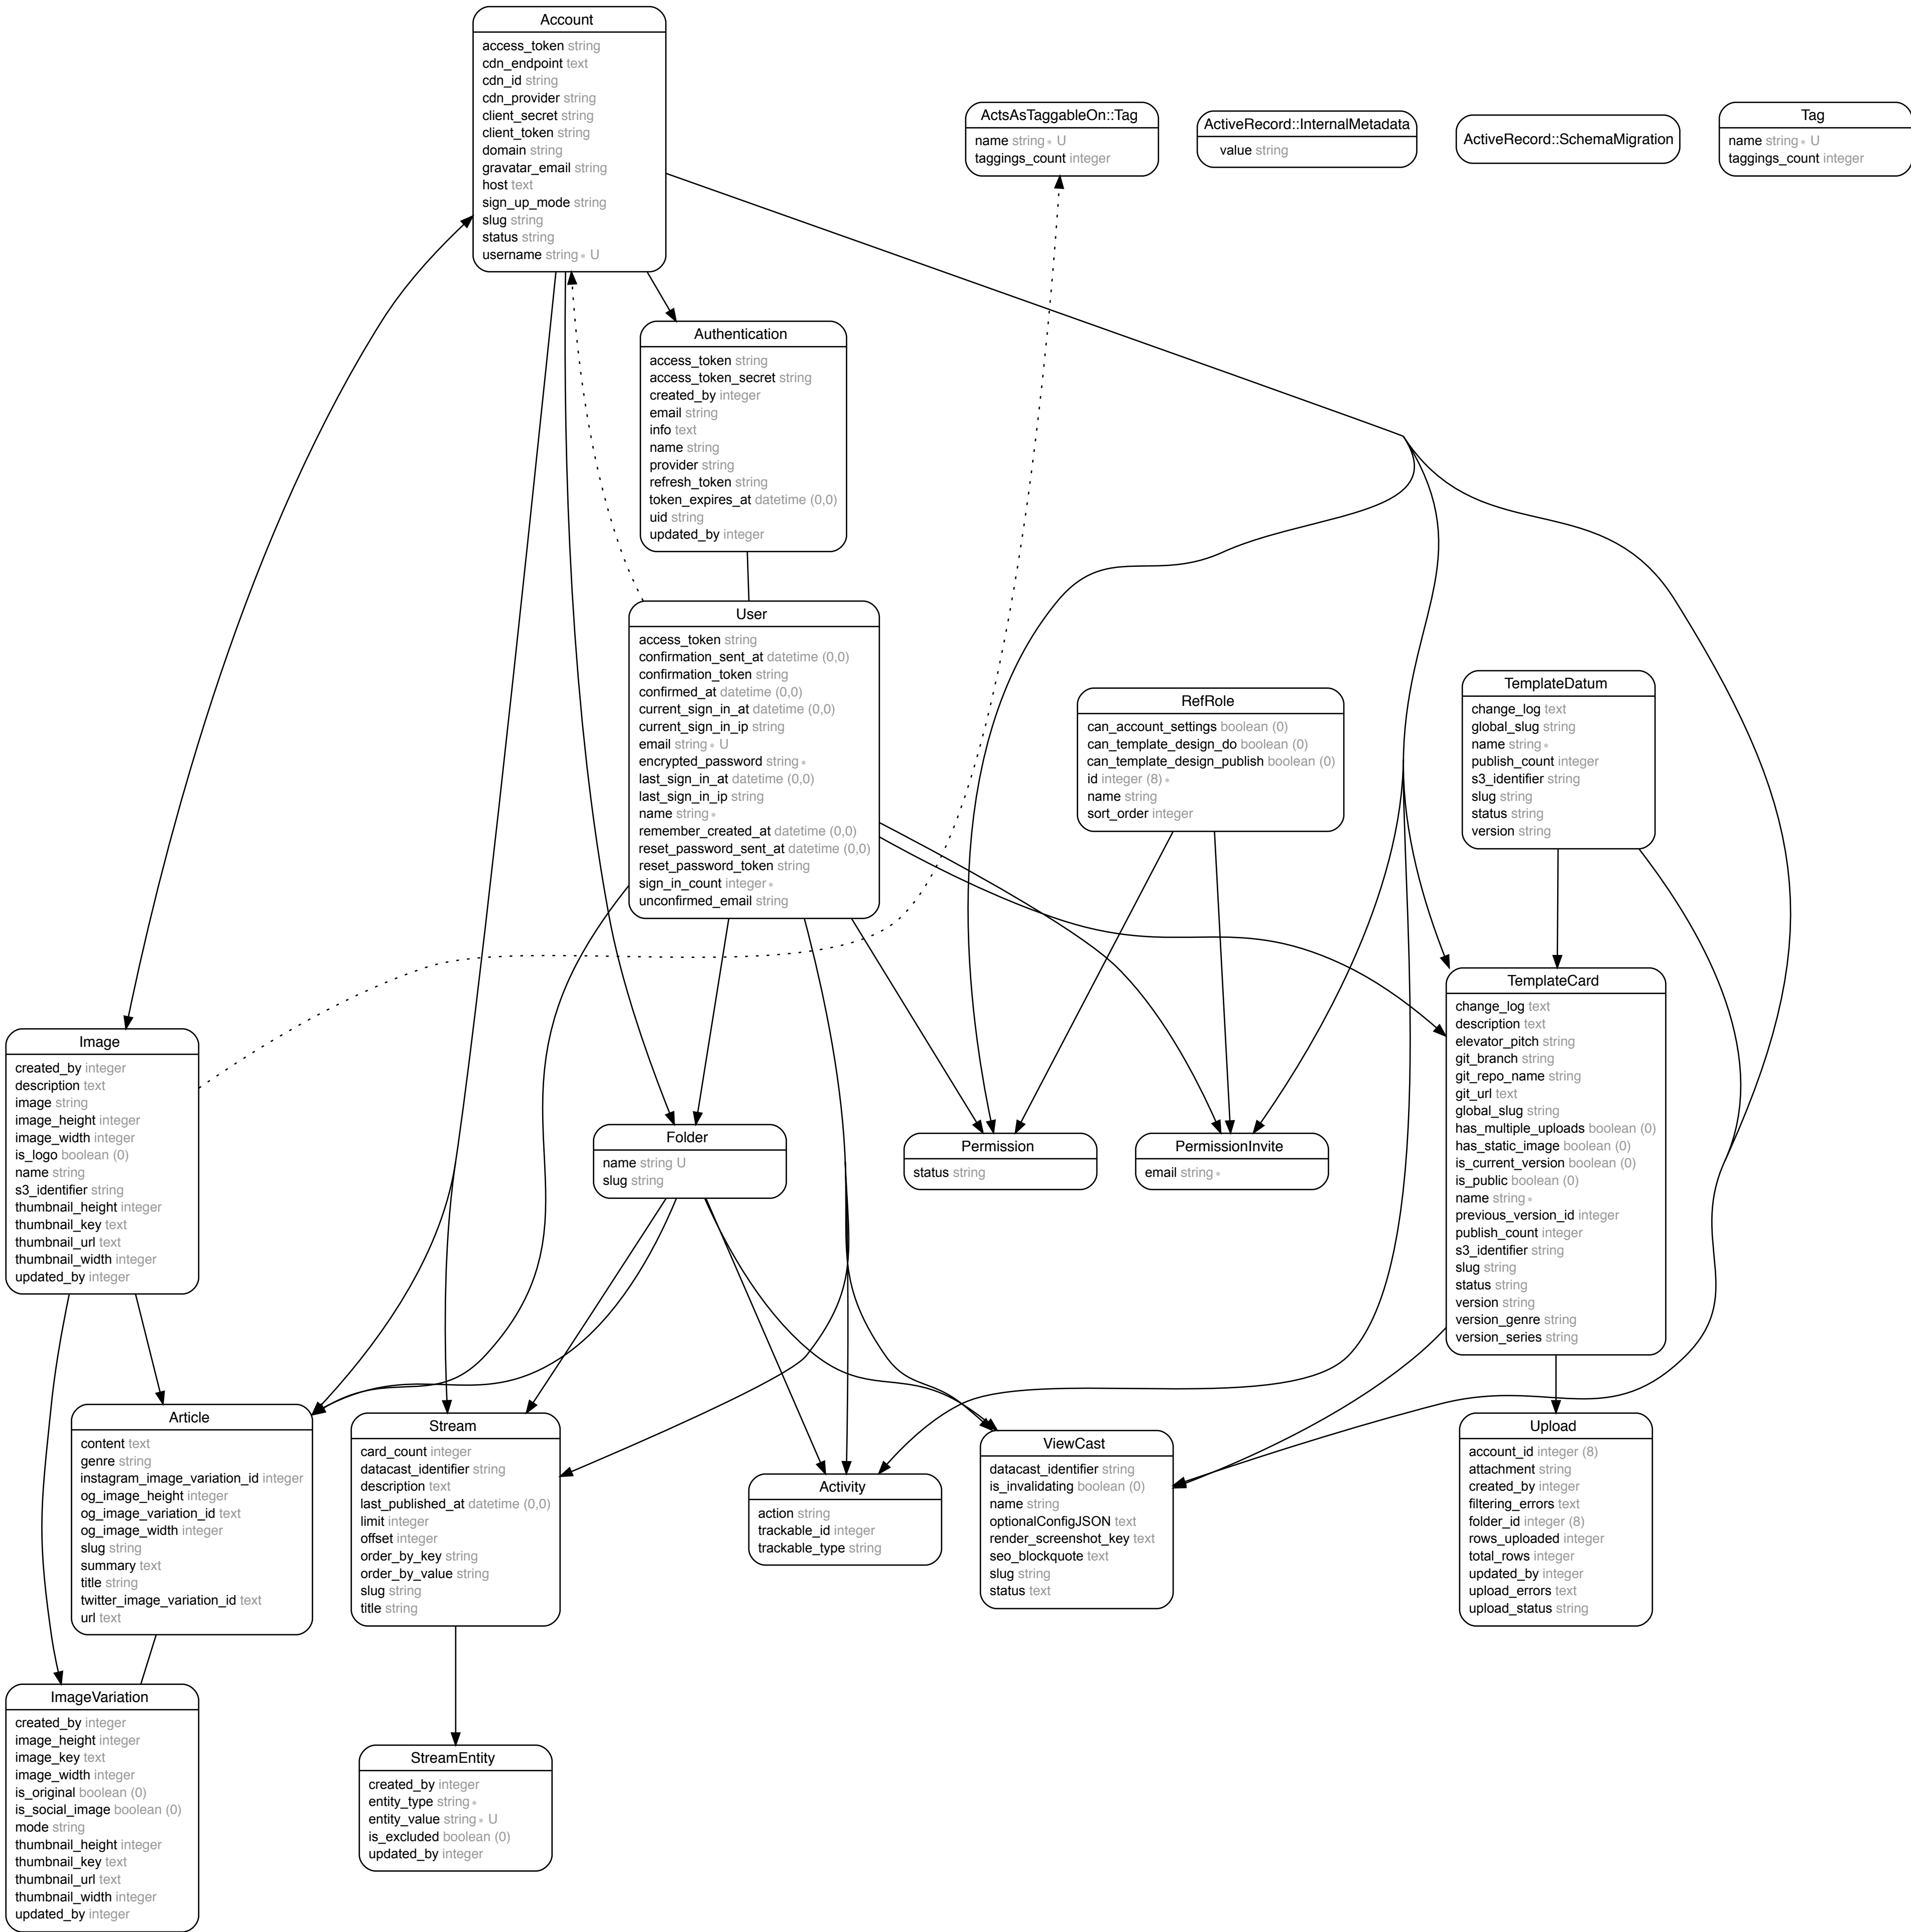 Account
access_token string
cdn_endpoint text
cdn_id string
cdn_provider string
client_secret string
client_token string
domain string
gravatar_email string
host text
sign_up_mode string
slug string
status string
username string ∗ U
ActsAsTaggableOn::Tag
name string ∗ U
taggings_count integer
ActiveRecord::InternalMetadata
value string
ActiveRecord::SchemaMigration
Tag
name string ∗ U
taggings_count integer
Authentication
access_token string
access_token_secret string
created_by integer
email string
info text
name string
provider string
refresh_token string
token_expires_at datetime (0,0)
uid string
updated_by integer
User
access_token string
confirmation_sent_at datetime (0,0)
confirmation_token string
confirmed_at datetime (0,0)
current_sign_in_at datetime (0,0)
current_sign_in_ip string
email string ∗ U
encrypted_password string ∗
last_sign_in_at datetime (0,0)
last_sign_in_ip string
name string ∗
remember_created_at datetime (0,0)
reset_password_sent_at datetime (0,0)
reset_password_token string
sign_in_count integer ∗
unconfirmed_email string
RefRole
can_account_settings boolean (0)
can_template_design_do boolean (0)
can_template_design_publish boolean (0)
id integer (8) ∗
name string
sort_order integer
TemplateDatum
change_log text
global_slug string
name string ∗
publish_count integer
s3_identifier string
slug string
status string
version string
TemplateCard
change_log text
description text
elevator_pitch string
git_branch string
git_repo_name string
git_url text
global_slug string
has_multiple_uploads boolean (0)
has_static_image boolean (0)
is_current_version boolean (0)
is_public boolean (0)
name string ∗
previous_version_id integer
publish_count integer
s3_identifier string
slug string
status string
version string
version_genre string
version_series string
Image
created_by integer
description text
image string
image_height integer
image_width integer
is_logo boolean (0)
name string
s3_identifier string
thumbnail_height integer
thumbnail_key text
thumbnail_url text
thumbnail_width integer
updated_by integer
Folder
name string U
slug string
Permission
status string
PermissionInvite
email string ∗
Article
content text
genre string
instagram_image_variation_id integer
og_image_height integer
og_image_variation_id text
og_image_width integer
slug string
summary text
title string
twitter_image_variation_id text
url text
Stream
card_count integer
datacast_identifier string
description text
last_published_at datetime (0,0)
limit integer
offset integer
order_by_key string
order_by_value string
slug string
title string
Activity
action string
trackable_id integer
trackable_type string
ViewCast
datacast_identifier string
is_invalidating boolean (0)
name string
optionalConfigJSON text
render_screenshot_key text
seo_blockquote text
slug string
status text
Upload
account_id integer (8)
attachment string
created_by integer
filtering_errors text
folder_id integer (8)
rows_uploaded integer
total_rows integer
updated_by integer
upload_errors text
upload_status string
ImageVariation
created_by integer
image_height integer
image_key text
image_width integer
is_original boolean (0)
is_social_image boolean (0)
mode string
thumbnail_height integer
thumbnail_key text
thumbnail_url text
thumbnail_width integer
updated_by integer
StreamEntity
created_by integer
entity_type string ∗
entity_value string ∗ U
is_excluded boolean (0)
updated_by integer